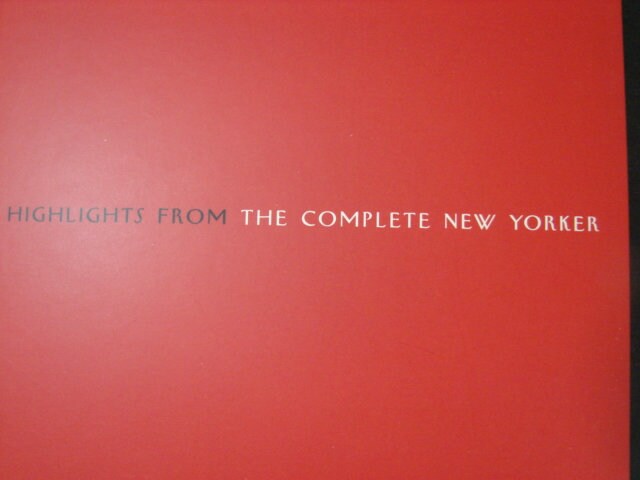 HIGHLIGHTS FROM THE COMPLETE NEW YORKER